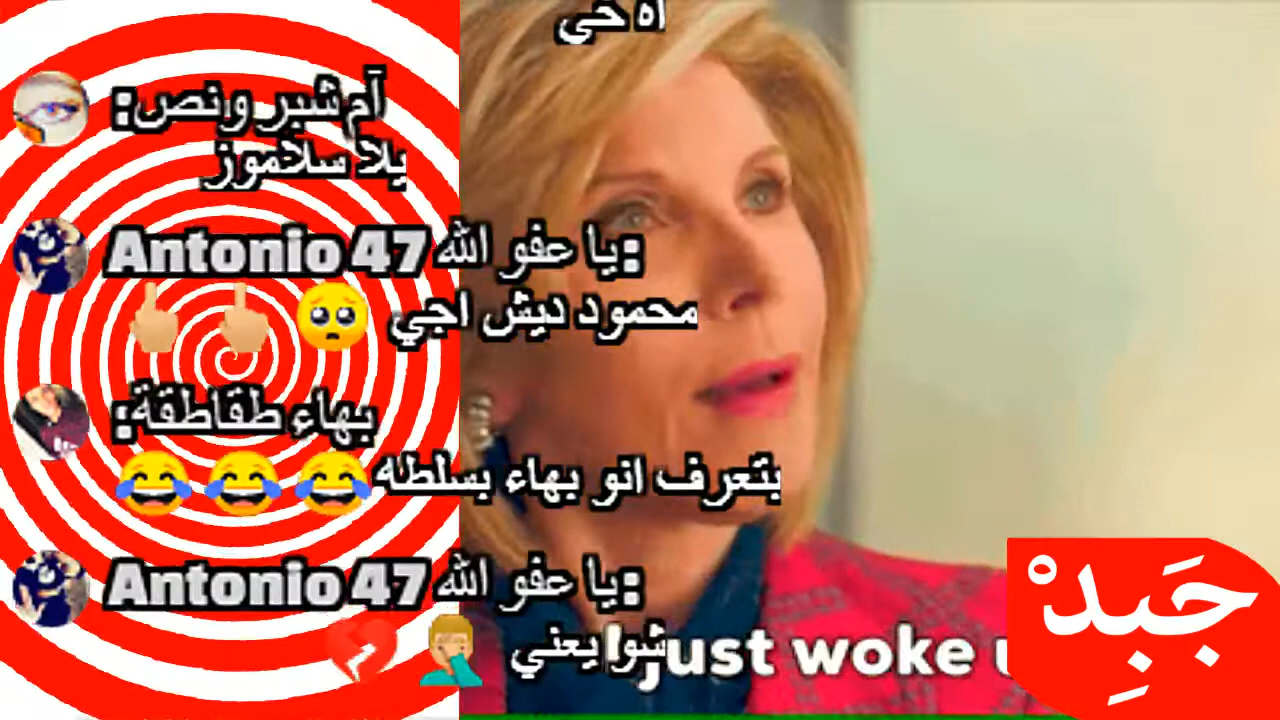 اه حي
آم شبر ونص:
يلا سلاموز
Antonio 47 يا عفو الله:
محمود ديش اجي 🥺🖕🏼🖕🏼
بهاء طقاطقة:
بتعرف انو بهاء بسلطه 😂😂😂
Antonio 47 يا عفو الله:
شو يعني 🤦🏼‍♂️💔
I just woke
جَبِدْ